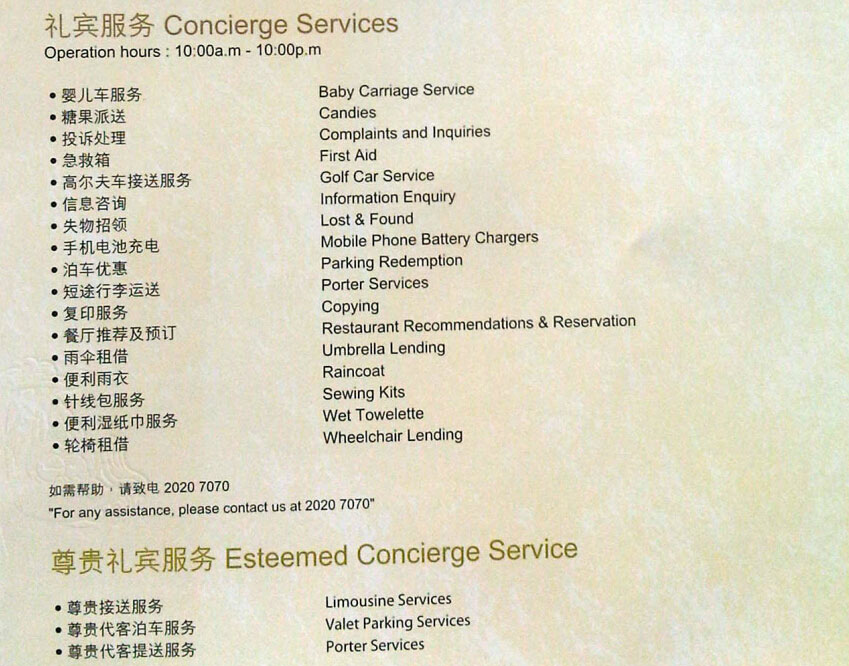 礼宾服务 Concierge Services
Operation hours : 10:00a.m - 10:00p.m
• 婴儿车服务 Baby Carriage Service
• 糖果派送 Candies
• 投诉处理 Complaints and Inquiries
• 急救箱 First Aid
• 高尔夫车接送服务 Golf Car Service
• 信息咨询 Information Enquiry
• 失物招领 Lost & Found
• 手机电池充电 Mobile Phone Battery Chargers
• 泊车优惠 Parking Redemption
• 短途行李运送 Porter Services
• 复印服务 Copying
• 餐厅推荐及预订 Restaurant Recommendations & Reservation
• 雨伞租借 Umbrella Lending
• 便利雨衣 Raincoat
• 针线包服务 Sewing Kits
• 便利湿纸巾服务 Wet Towelette
• 轮椅租借 Wheelchair Lending
如需帮助，请致电 2020 7070
"For any assistance, please contact us at 2020 7070"
尊贵礼宾服务 Esteemed Concierge Service
• 尊贵接送服务 Limousine Services
• 尊贵代客泊车服务 Valet Parking Services
• 尊贵代客提送服务 Porter Services